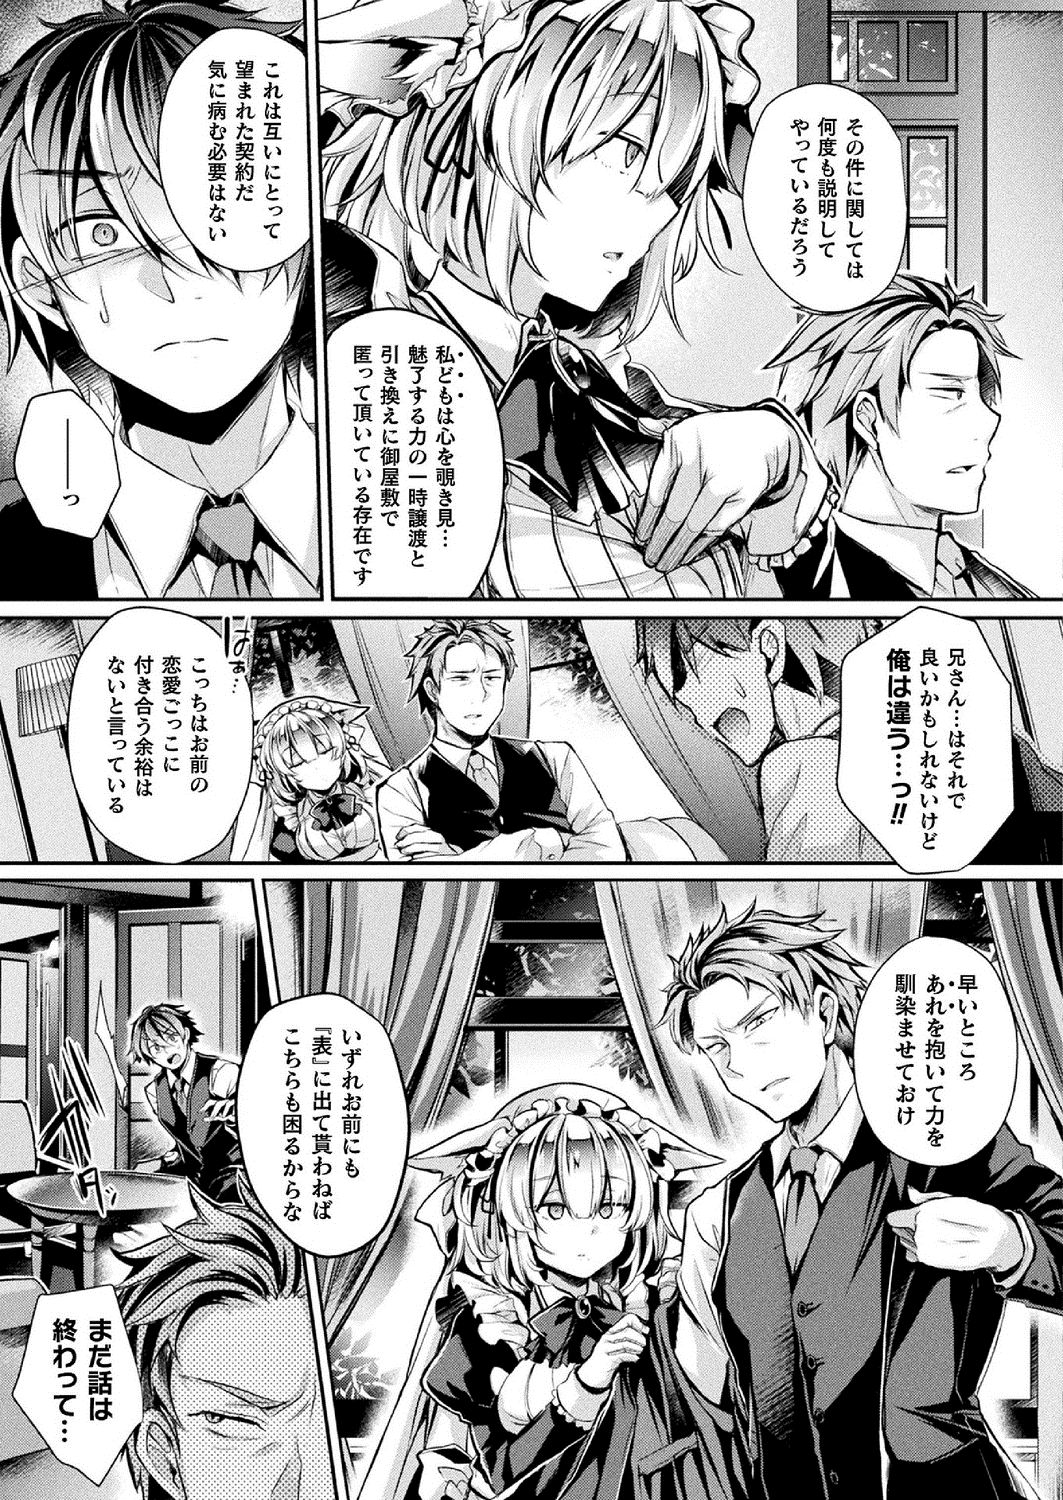 その件に関しては
何度も説明して
やっているだろう
私どもは心を覗き見…
魅了する力の一時譲渡と
引き換えに御屋敷で
匿って頂いている存在です
これは互いにとって
望まれた契約だ
気に病む必要はない
――っ
兄さん…はそれで
良いかもしれないけど
俺は違う…っ!!
はぁ…
こっちはお前の
恋愛ごっこに
付き合う余裕は
ないと言っている
早いところ
あれを抱いて力を
馴染ませておけ
いずれお前にも
『表』に出て貰わねば
こちらも困るからな
ガタッ
まだ話は
終わって…